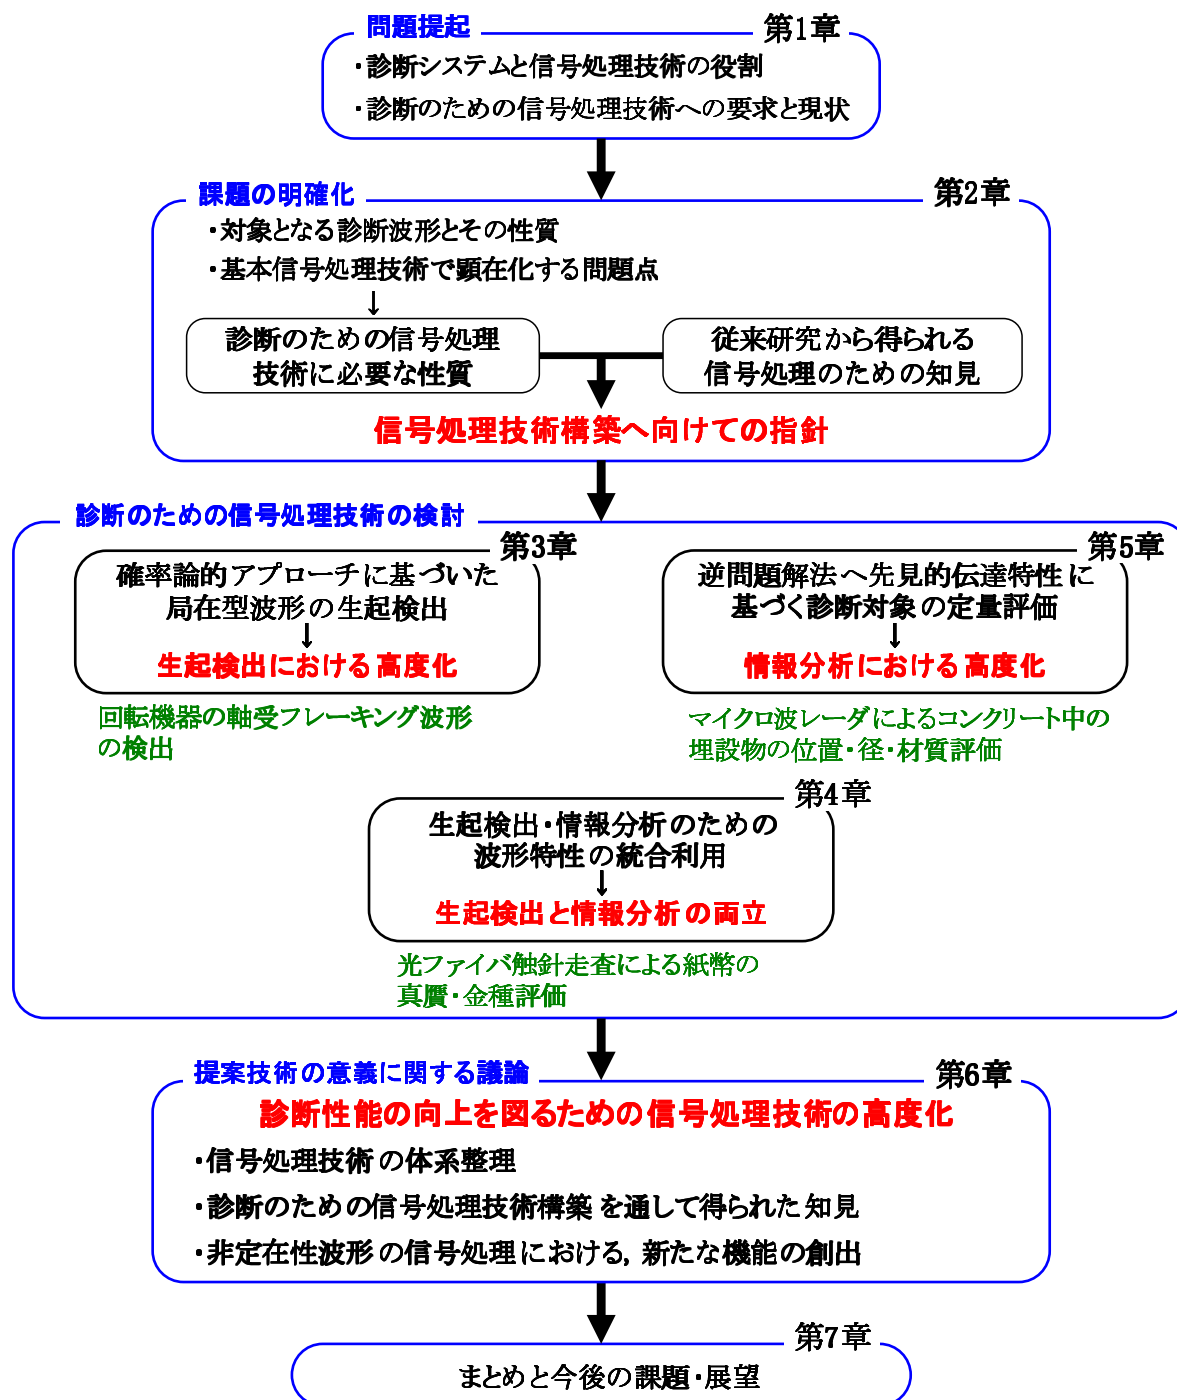 問題提起
第1章
・診断システムと信号処理技術の役割
・診断のための信号処理技術への要求と現状
課題の明確化
第2章
・対象となる診断波形とその性質
・基本信号処理技術で顕在化する問題点
↓
診断のための信号処理
技術に必要な性質
従来研究から得られる
信号処理のための知見
信号処理技術構築へ向けての指針
診断のための信号処理技術の検討
第3章
確率論的アプローチに基づいた
局在型波形の生起検出
↓
生起検出における高度化
回転機器の軸受フレーキング波形
の検出
第5章
逆問題解法へ先見的伝達特性に
基づく診断対象の定量評価
↓
情報分析における高度化
マイクロ波レーダによるコンクリート中の
埋設物の位置・径・材質評価
第4章
生起検出・情報分析のための
波形特性の統合利用
↓
生起検出と情報分析の両立
光ファイバ触針走査による紙幣の
真贋・金種評価
提案技術の意義に関する議論
第6章
診断性能の向上を図るための信号処理技術の高度化
・信号処理技術の体系整理
・診断のための信号処理技術構築を通して得られた知見
・非定在性波形の信号処理における, 新たな機能の創出
第7章
まとめと今後の課題・展望